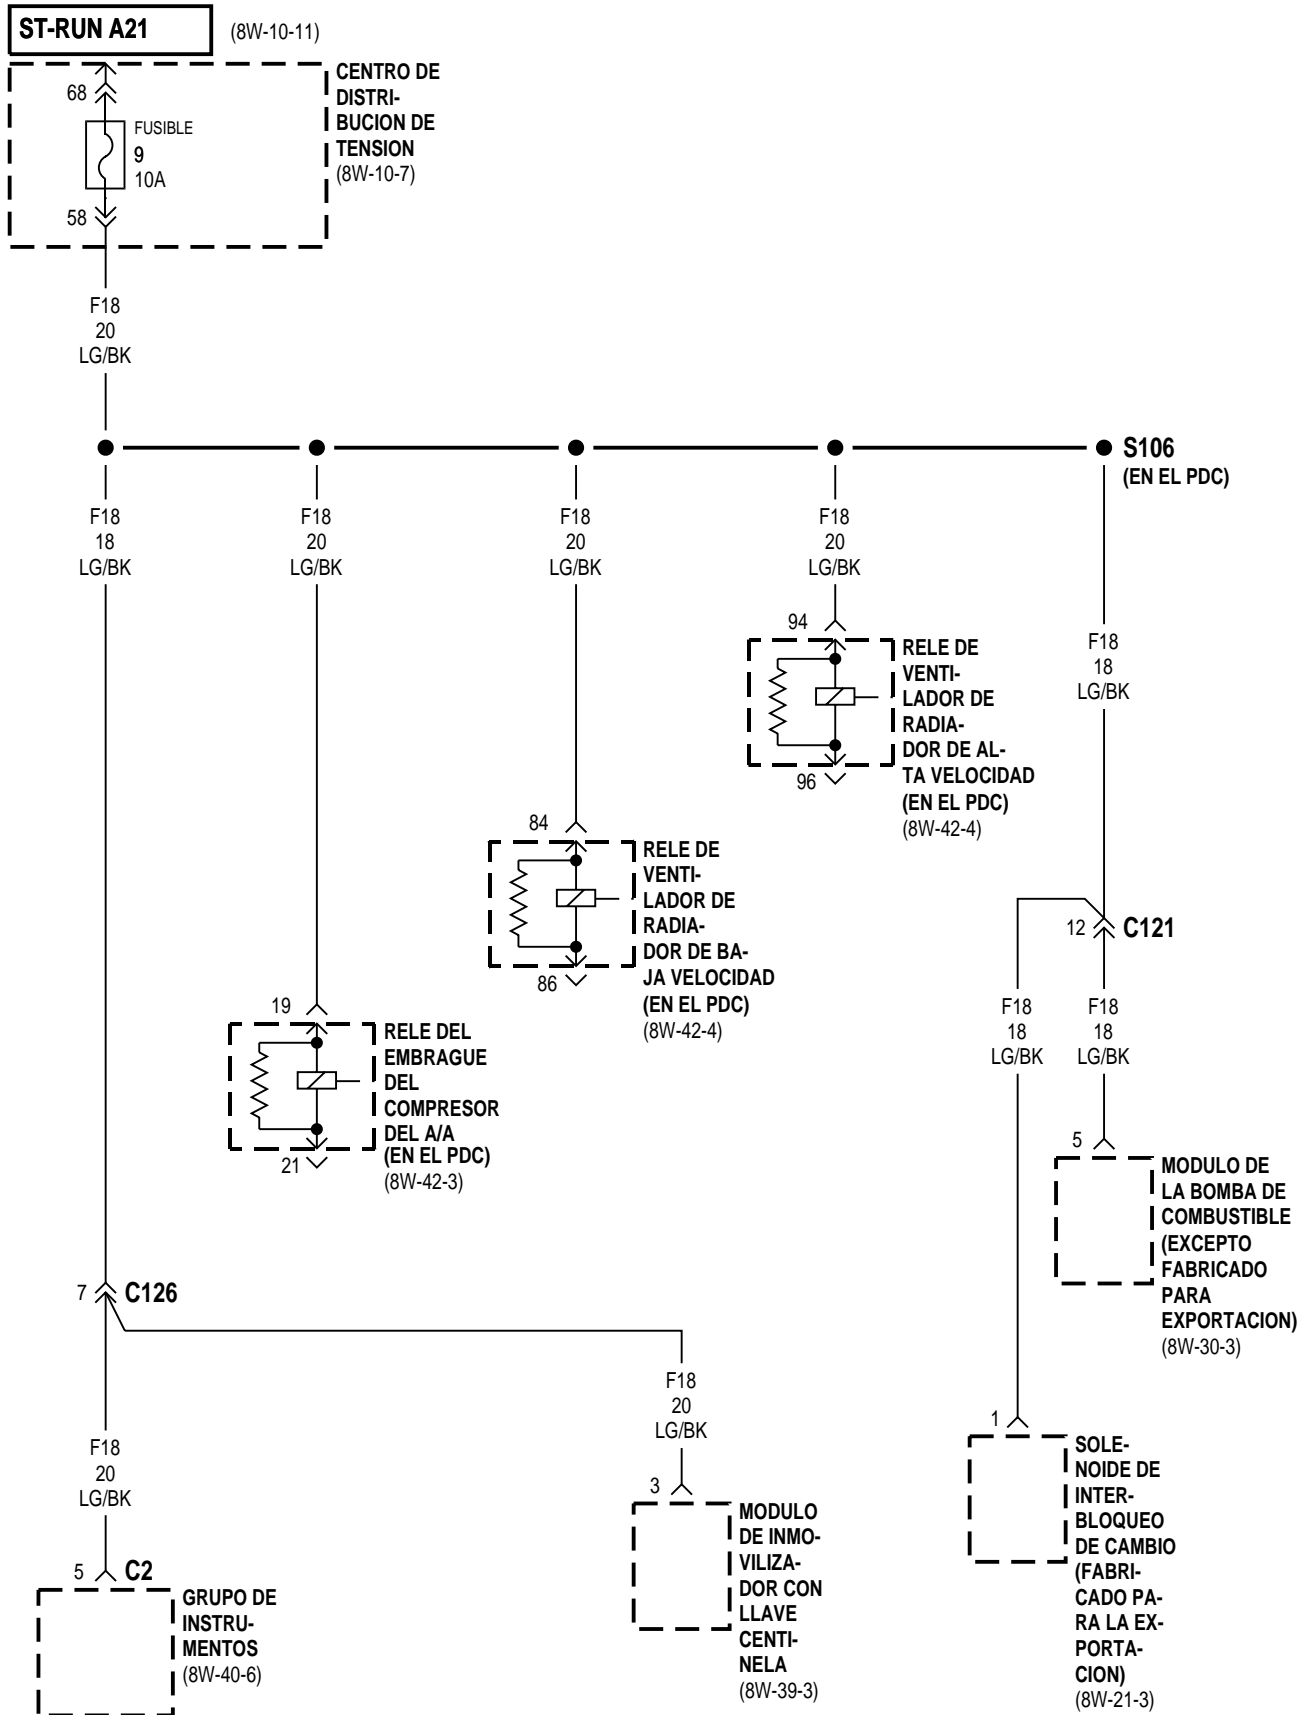 ST-RUN A21
(8W-10-11)
CENTRO DE
DISTRI-
BUCION DE
TENSION
(8W-10-7)
68
FUSIBLE
9
10A
58
F18
20
LG/BK
S106
(EN EL PDC)
F18
18
LG/BK
F18
20
LG/BK
F18
20
LG/BK
F18
20
LG/BK
F18
18
LG/BK
94
RELE DE
VENTI-
LADOR DE
RADIA-
DOR DE AL-
TA VELOCIDAD
(EN EL PDC)
(8W-42-4)
96
84
RELE DE
VENTI-
LADOR DE
RADIA-
DOR DE BA-
JA VELOCIDAD
(EN EL PDC)
(8W-42-4)
86
12
C121
F18
18
LG/BK
F18
18
LG/BK
19
RELE DEL
EMBRAGUE
DEL
COMPRESOR
DEL A/A
(EN EL PDC)
(8W-42-3)
21
5
MODULO DE
LA BOMBA DE
COMBUSTIBLE
(EXCEPTO
FABRICADO
PARA
EXPORTACION)
(8W-30-3)
7
C126
F18
20
LG/BK
F18
20
LG/BK
1
SOLE-
NOIDE DE
INTER-
BLOQUEO
DE CAMBIO
(FABRI-
CADO PA-
RA LA EX-
PORTA-
CION)
(8W-21-3)
3
MODULO
DE INMO-
VILIZA-
DOR CON
LLAVE
CENTI-
NELA
(8W-39-3)
5
C2
GRUPO DE
INSTRU-
MENTOS
(8W-40-6)